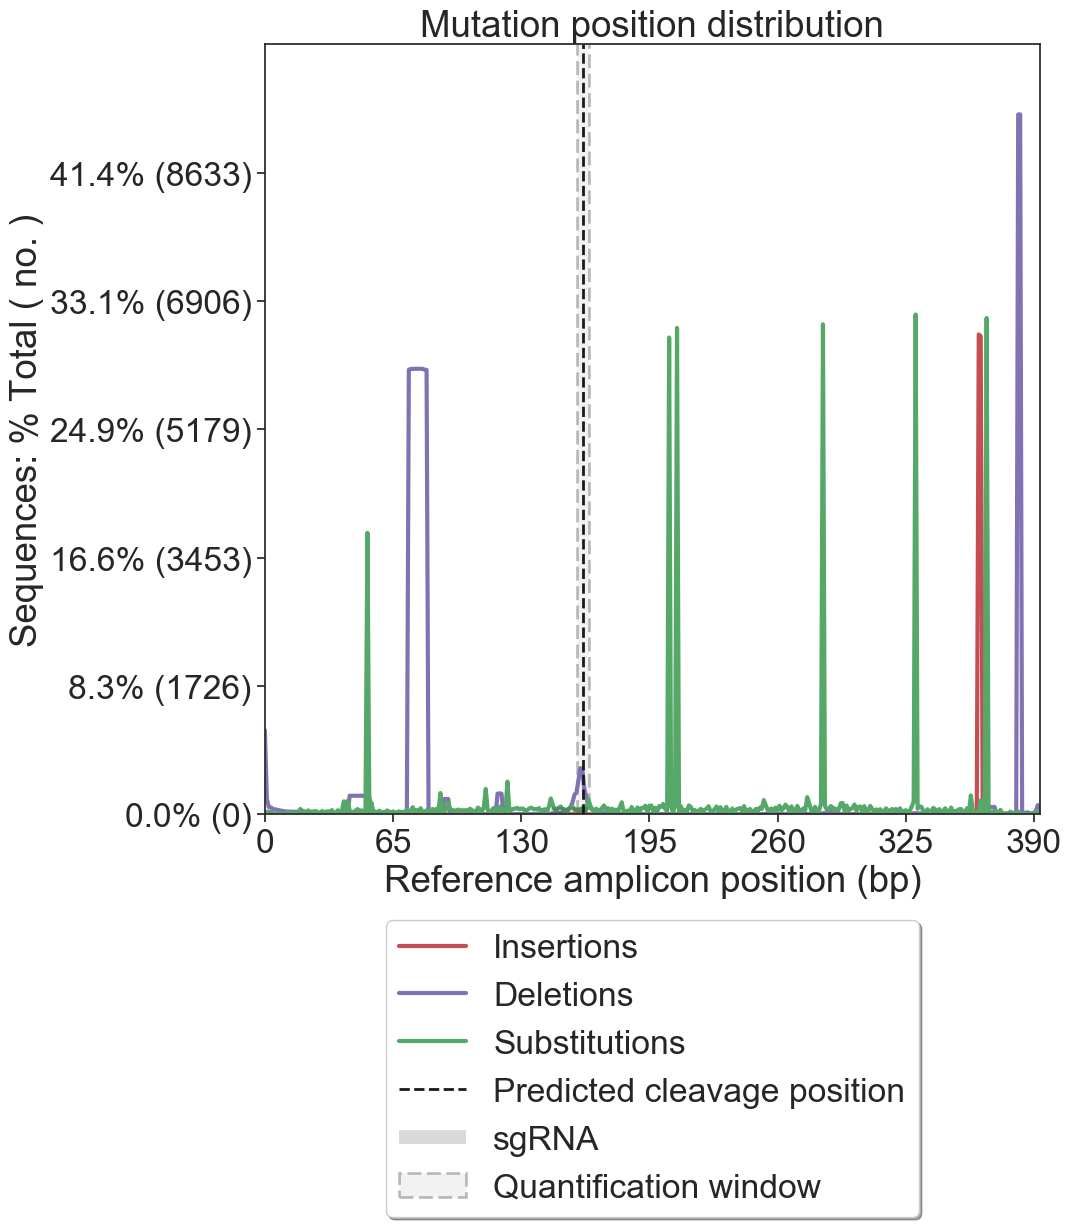 Mutation position distribution
Sequences: % Total ( no. )
41.4% (8633)
33.1% (6906)
24.9% (5179)
16.6% (3453)
8.3% (1726)
0.0% (0)
0 65 130 195 260 325 390
Reference amplicon position (bp)
Insertions
Deletions
Substitutions
Predicted cleavage position
sgRNA
Quantification window